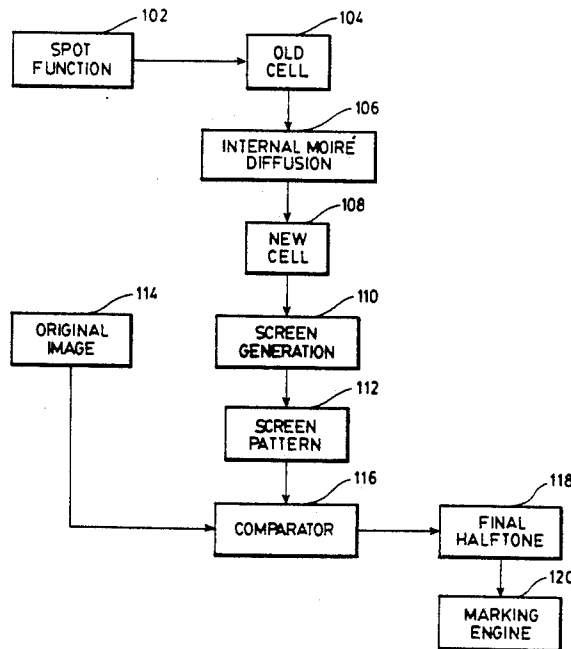 102
SPOT
FUNCTION
104
OLD
CELL
106
INTERNAL MOIRÉ
DIFFUSION
108
NEW
CELL
114
ORIGINAL
IMAGE
110
SCREEN
GENERATION
112
SCREEN
PATTERN
116
COMPARATOR
118
FINAL
HALFTONE
120
MARKING
ENGINE